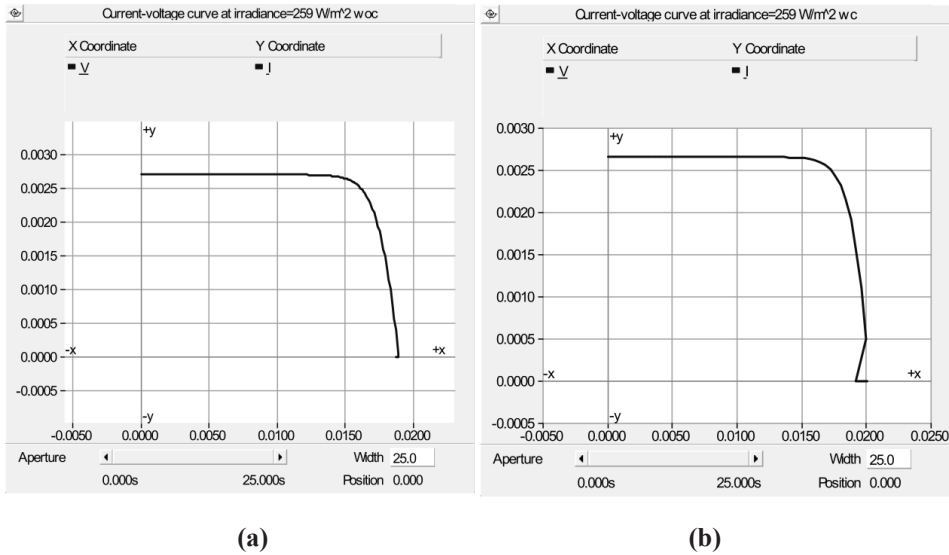 Current-voltage curve at irradiance=259 W/m^2 woc
X Coordinate Y Coordinate
V I
+y
0.0030
0.0025
0.0020
0.0015
0.0010
0.0005
0.0000 -x +x
-0.0005
-y
-0.0050 0.0000 0.0050 0.0100 0.0150 0.0200
Aperture Width 25.0
0.000s 25.000s Position 0.000
(a)
Current-voltage curve at irradiance=259 W/m^2 wc
X Coordinate Y Coordinate
V I
0.0030
+y
0.0025
0.0020
0.0015
0.0010
0.0005
0.0000 -x +x
-y
-0.0005
-0.0050 0.0000 0.0050 0.0100 0.0150 0.0200 0.0250
Aperture Width 25.0
0.000s 25.000s Position 0.000
(b)